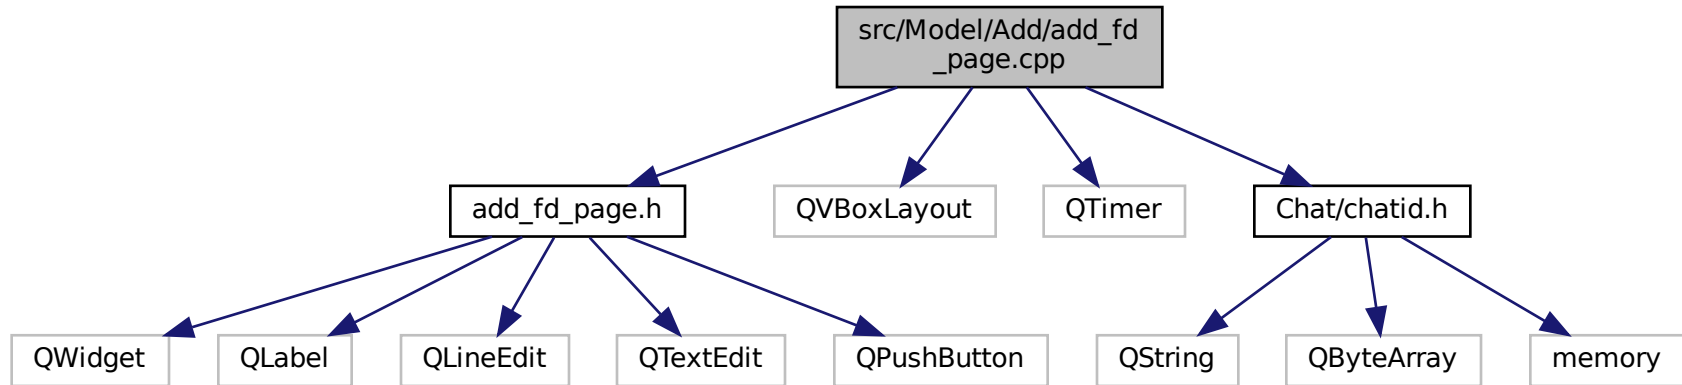 src/Model/Add/add_fd
_page.cpp
add_fd_page.h
QVBoxLayout
QTimer
Chat/chatid.h
QWidget
QLabel
QLineEdit
QTextEdit
QPushButton
QString
QByteArray
memory